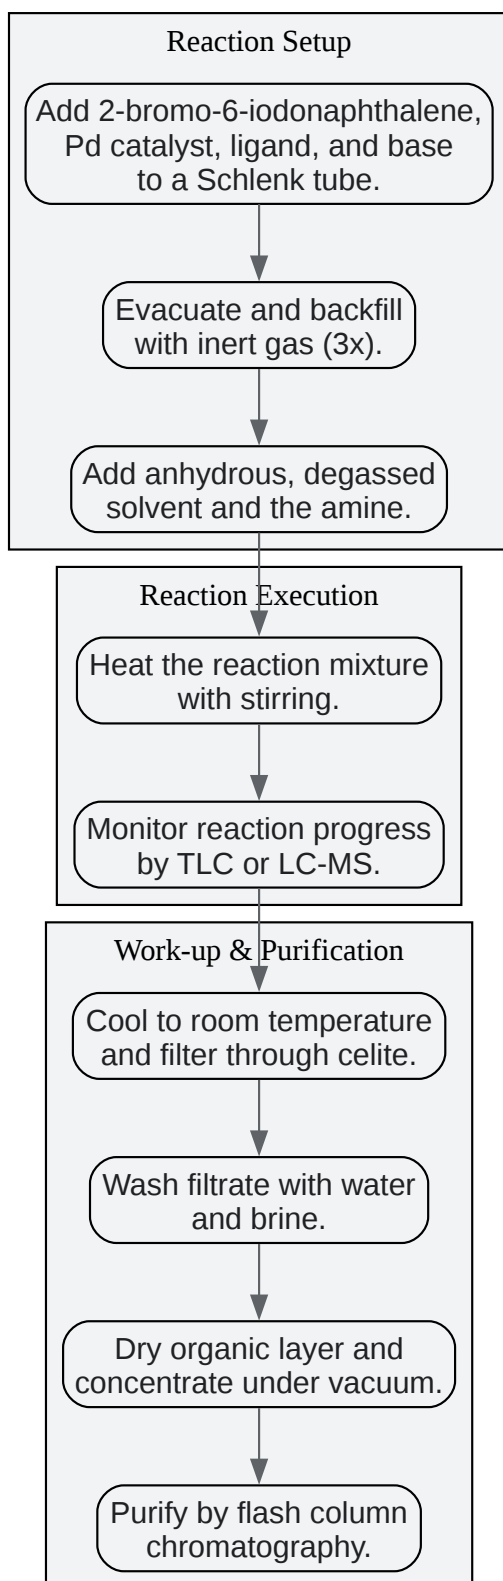 Reaction Setup
Add 2-bromo-6-iodonaphthalene,
Pd catalyst, ligand, and base
to a Schlenk tube.
Evacuate and backfill
with inert gas (3x).
Add anhydrous, degassed
solvent and the amine.
Reaction Execution
Heat the reaction mixture
with stirring.
Monitor reaction progress
by TLC or LC-MS.
Work-up & Purification
Cool to room temperature
and filter through celite.
Wash filtrate with water
and brine.
Dry organic layer and
concentrate under vacuum.
Purify by flash column
chromatography.